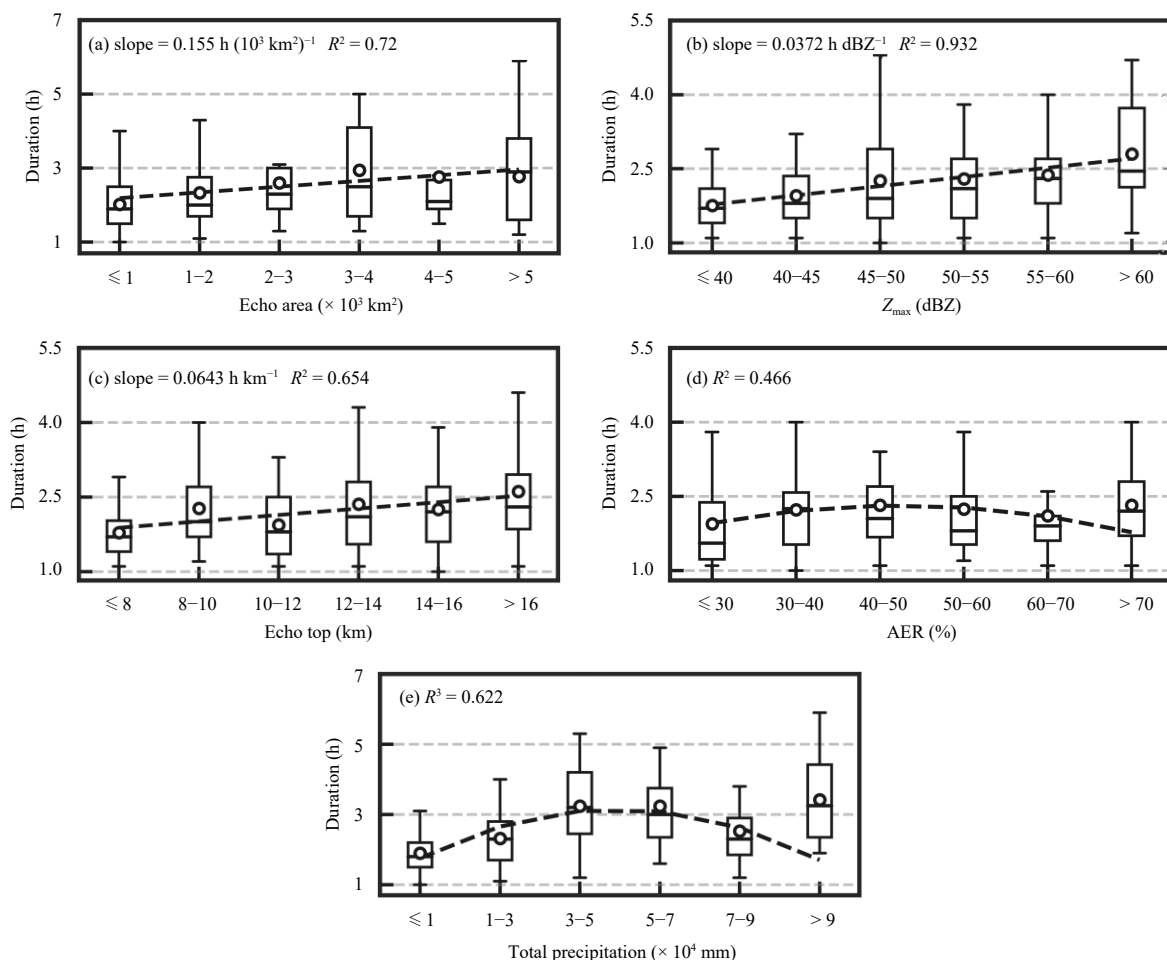 (a) slope = 0.155 h (10³ km²)⁻¹ R² = 0.72
Duration (h)
7
5
3
1
≤ 1 1−2 2−3 3−4 4−5 > 5
Echo area (× 10³ km²)
(b) slope = 0.0372 h dBZ⁻¹ R² = 0.932
Duration (h)
5.5
4.0
2.5
1.0
≤ 40 40−45 45−50 50−55 55−60 > 60
Zmax (dBZ)
(c) slope = 0.0643 h km⁻¹ R² = 0.654
Duration (h)
5.5
4.0
2.5
1.0
≤ 8 8−10 10−12 12−14 14−16 > 16
Echo top (km)
(d) R² = 0.466
Duration (h)
5.5
4.0
2.5
1.0
≤ 30 30−40 40−50 50−60 60−70 > 70
AER (%)
(e) R³ = 0.622
Duration (h)
7
5
3
1
≤ 1 1−3 3−5 5−7 7−9 > 9
Total precipitation (× 10⁴ mm)